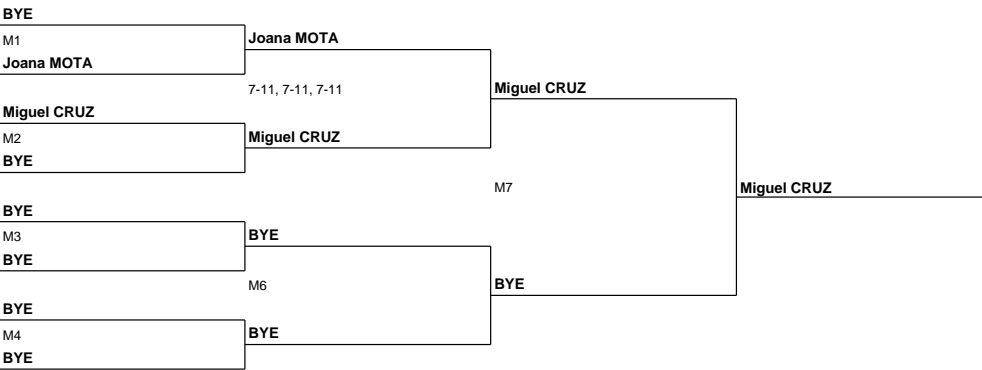 BYE
M1
Joana MOTA
Joana MOTA
7-11, 7-11, 7-11
Miguel CRUZ
Miguel CRUZ
M2
Miguel CRUZ
BYE
M7
Miguel CRUZ
BYE
M3
BYE
BYE
M6
BYE
BYE
M4
BYE
BYE